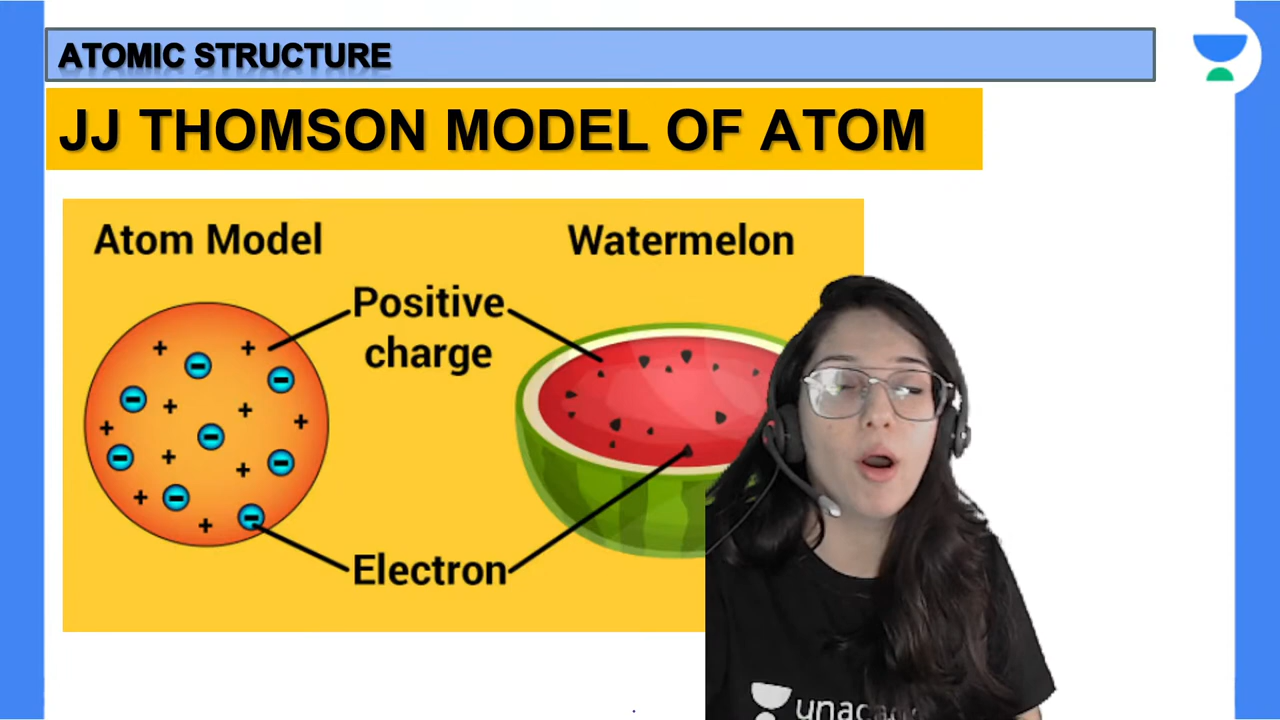 ATOMIC STRUCTURE
JJ THOMSON MODEL OF ATOM
Atom Model
Watermelon
Positive
charge
Electron